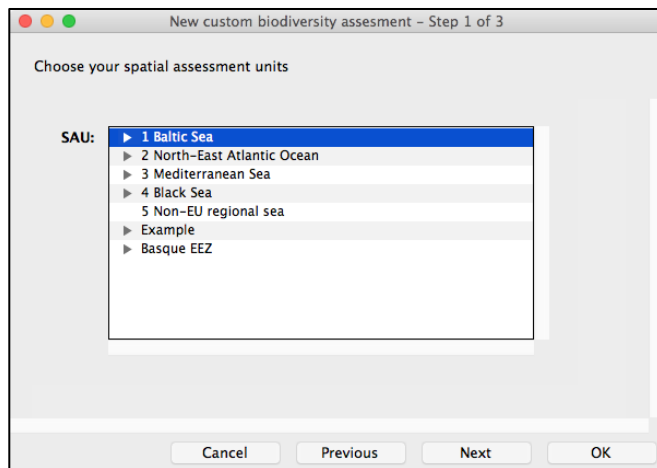 New custom biodiversity assesment – Step 1 of 3
Choose your spatial assessment units
SAU:
1 Baltic Sea
2 North-East Atlantic Ocean
3 Mediterranean Sea
4 Black Sea
5 Non-EU regional sea
Example
Basque EEZ
Cancel Previous Next OK